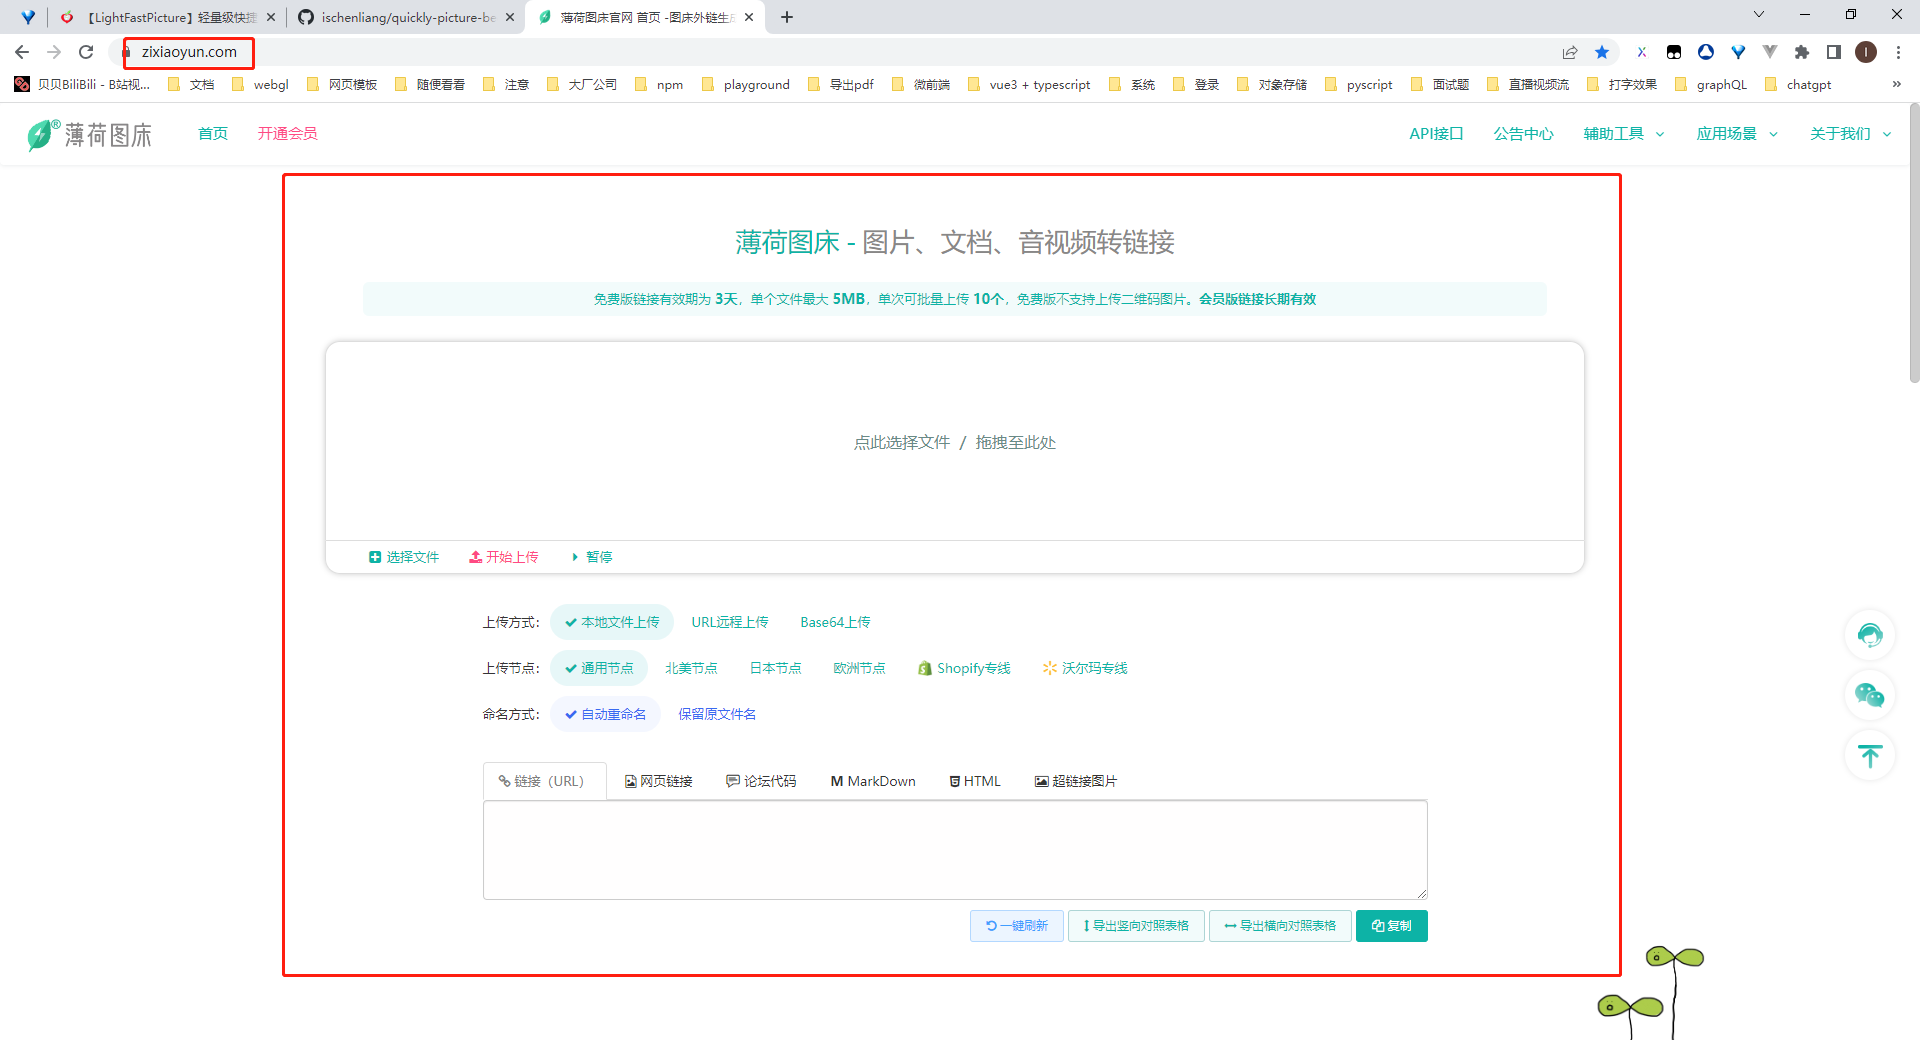 【LightFastPicture】轻量级快捷
ischenliang/quickly-picture-be
薄荷图床官网 首页 -图床外链生成
zixiaoyun.com
贝贝BiliBili - B站视...
文档
webgl
网页模板
随便看看
注意
大厂公司
npm
playground
导出pdf
微前端
vue3 + typescript
系统
登录
对象存储
pyscript
面试题
直播视频流
打字效果
graphQL
chatgpt
»
薄荷图床
首页
开通会员
API接口
公告中心
辅助工具
应用场景
关于我们
薄荷图床 - 图片、文档、音视频转链接
免费版链接有效期为 3天，单个文件最大 5MB，单次可批量上传 10个，免费版不支持上传二维码图片。会员版链接长期有效
点此选择文件 / 拖拽至此处
选择文件
开始上传
暂停
上传方式：
本地文件上传
URL远程上传
Base64上传
上传节点：
通用节点
北美节点
日本节点
欧洲节点
Shopify专线
沃尔玛专线
命名方式：
自动重命名
保留原文件名
链接（URL）
网页链接
论坛代码
M MarkDown
HTML
超链接图片
一键刷新
导出竖向对照表格
导出横向对照表格
复制